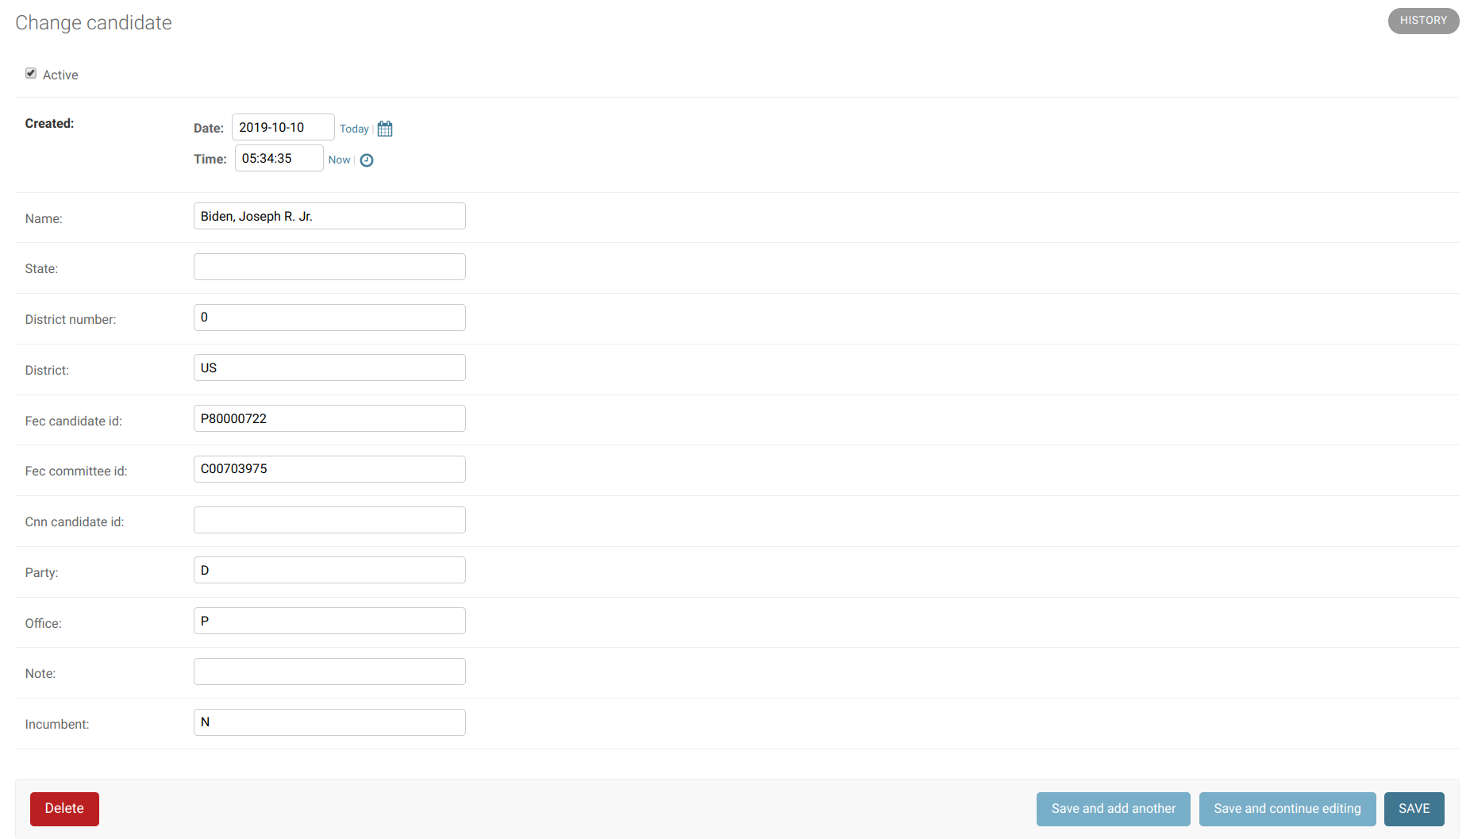 Change candidate
HISTORY
Active
Created:
Date: 2019-10-10 Today
Time: 05:34:35 Now
Name: Biden, Joseph R. Jr.
State:
District number: 0
District: US
Fec candidate id: P80000722
Fec committee id: C00703975
Cnn candidate id:
Party: D
Office: P
Note:
Incumbent: N
Delete Save and add another Save and continue editing SAVE